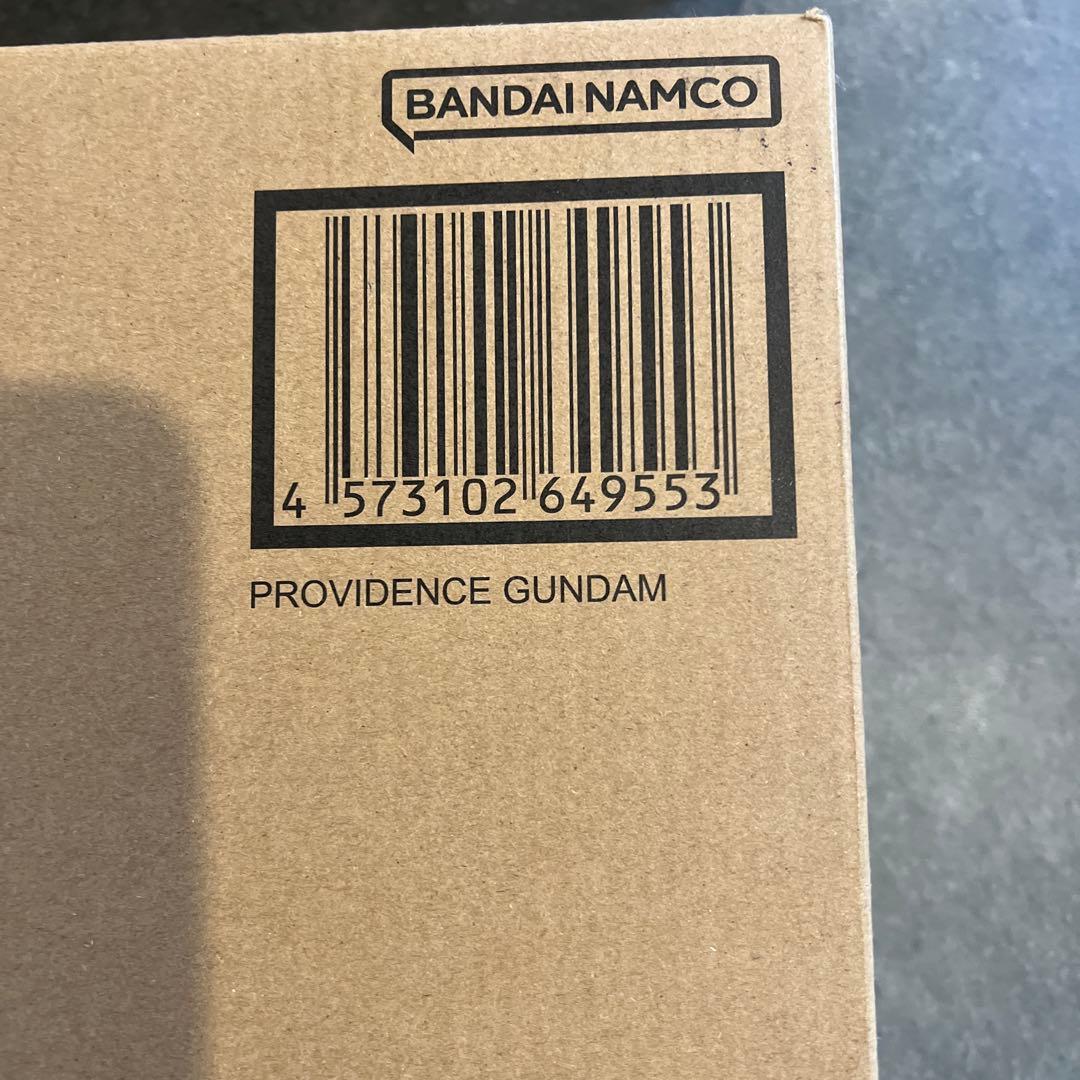 BANDAI NAMCO
4 573102 649553
PROVIDENCE GUNDAM